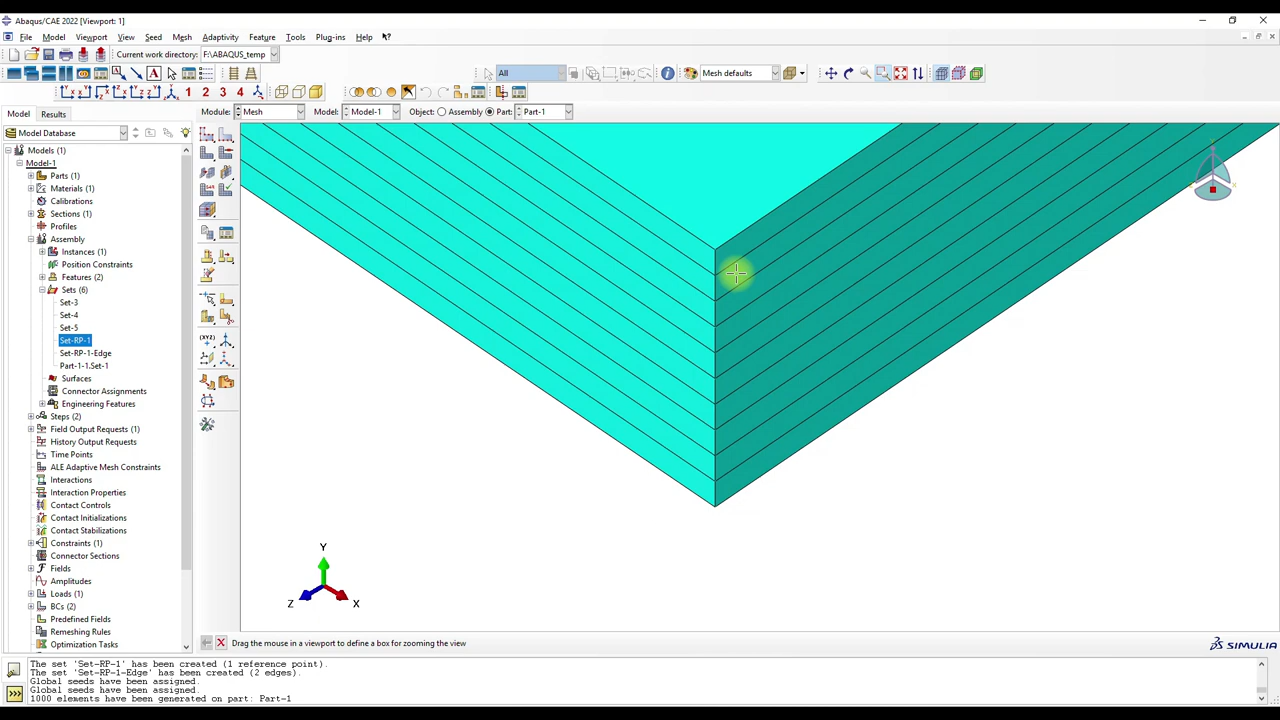 Abaqus/CAE 2022 [Viewport: 1]
File Model Viewport View Seed Mesh Adaptivity Feature Tools Plug-ins Help
Current work directory: F:\ABAQUS_temp
All
Mesh defaults
1 2 3 4
Model Results
Module: Mesh Model: Model-1 Object: Assembly Part: Part-1
Model Database
Models (1)
Model-1
Parts (1)
Materials (1)
Calibrations
Sections (1)
Profiles
Assembly
Instances (1)
Position Constraints
Features (2)
Sets (6)
Set-3
Set-4
Set-5
Set-RP-1
Set-RP-1-Edge
Part-1-1.Set-1
Surfaces
Connector Assignments
Engineering Features
Steps (2)
Field Output Requests (1)
History Output Requests
Time Points
ALE Adaptive Mesh Constraints
Interactions
Interaction Properties
Contact Controls
Contact Initializations
Contact Stabilizations
Constraints (1)
Connector Sections
Fields
Amplitudes
Loads (1)
BCs (2)
Predefined Fields
Remeshing Rules
Optimization Tasks
Y
Z X
Drag the mouse in a viewport to define a box for zooming the view
SIMULIA
The set 'Set-RP-1' has been created (1 reference point).
The set 'Set-RP-1-Edge' has been created (2 edges).
Global seeds have been assigned.
Global seeds have been assigned.
1000 elements have been generated on part: Part-1